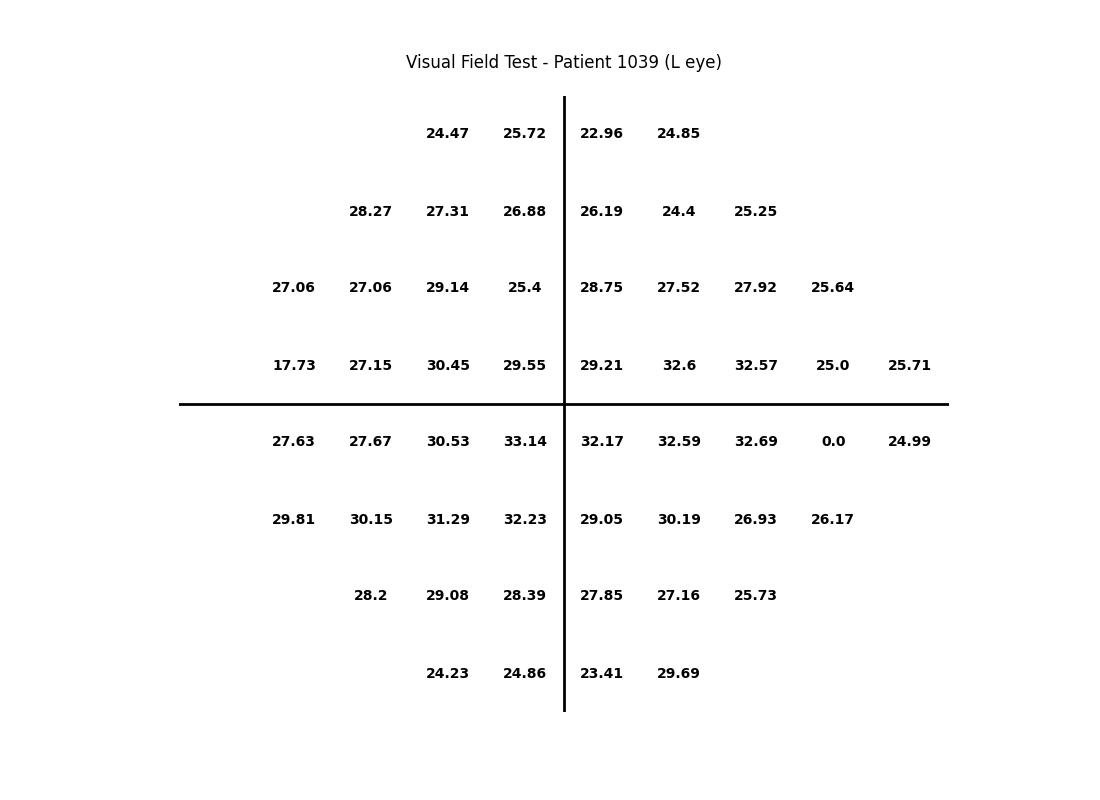 Visual Field Test - Patient 1039 (L eye)
24.47 25.72 22.96 24.85
28.27 27.31 26.88 26.19 24.4 25.25
27.06 27.06 29.14 25.4 28.75 27.52 27.92 25.64
17.73 27.15 30.45 29.55 29.21 32.6 32.57 25.0 25.71
27.63 27.67 30.53 33.14 32.17 32.59 32.69 0.0 24.99
29.81 30.15 31.29 32.23 29.05 30.19 26.93 26.17
28.2 29.08 28.39 27.85 27.16 25.73
24.23 24.86 23.41 29.69